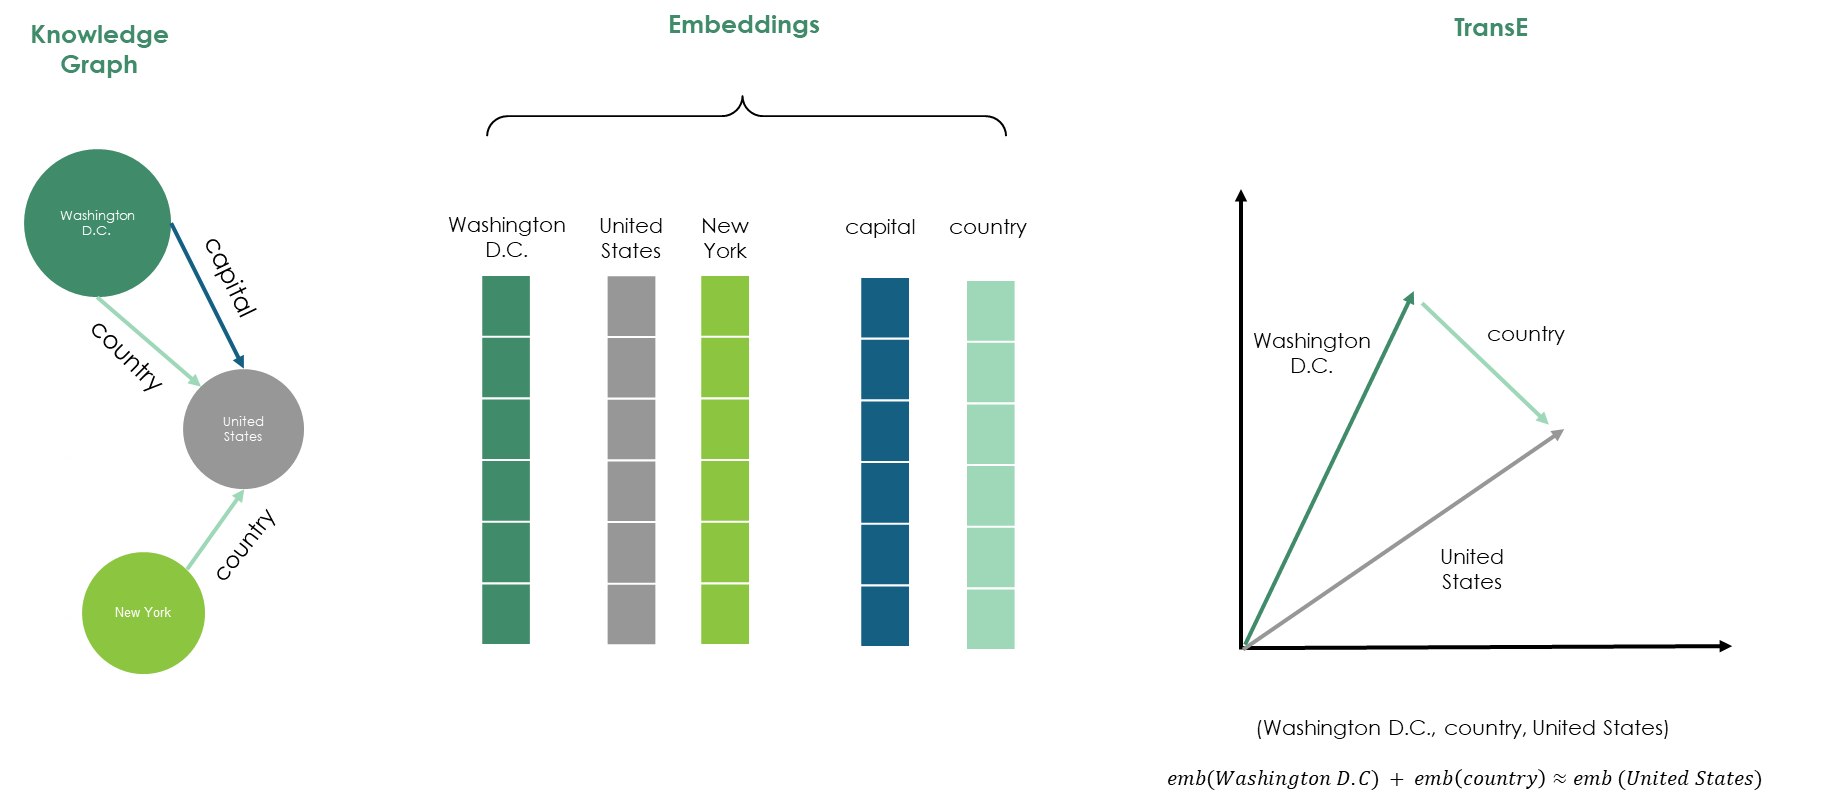 Knowledge
Graph
Washington
D.C.
capital
country
United
States
country
New York
Embeddings
Washington
D.C.
United
States
New
York
capital
country
TransE
Washington
D.C.
country
United
States
(Washington D.C., country, United States)
emb(Washington D.C) + emb(country) ≈ emb (United States)